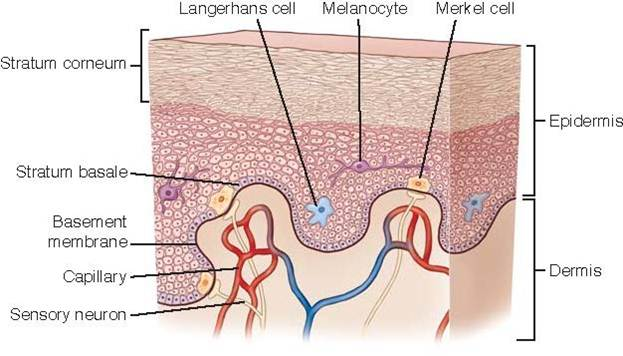 Langerhans cell
Melanocyte
Merkel cell
Stratum corneum
Epidermis
Stratum basale
Basement
membrane
Capillary
Dermis
Sensory neuron